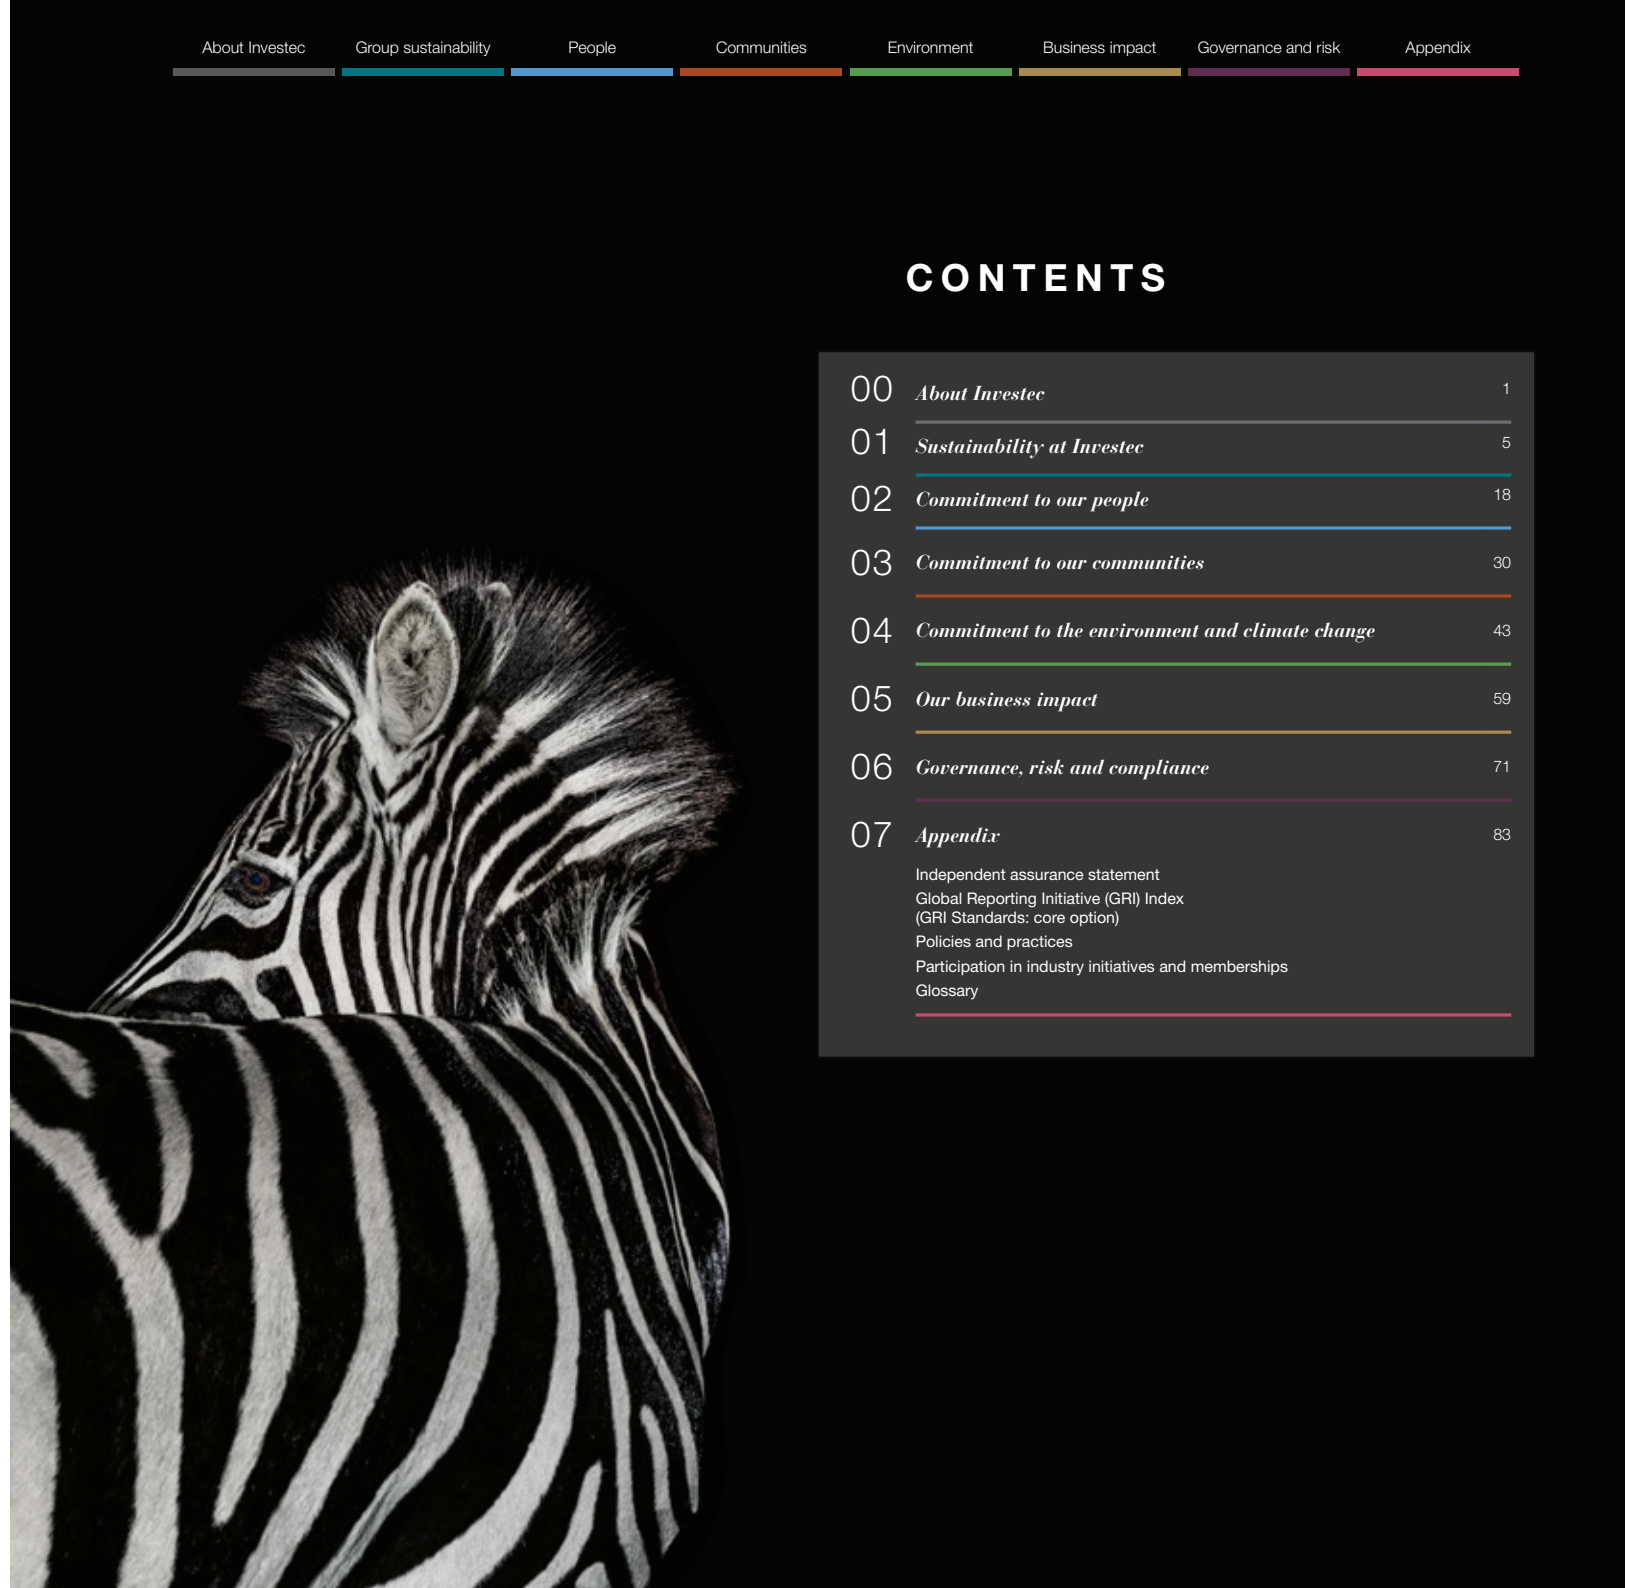 About Investec
Group sustainability
People
Communities
Environment
Business impact
Governance and risk
Appendix
CONTENTS
00 About Investec 1
01 Sustainability at Investec 5
02 Commitment to our people 18
03 Commitment to our communities 30
04 Commitment to the environment and climate change 43
05 Our business impact 59
06 Governance, risk and compliance 71
07 Appendix 83
Independent assurance statement
Global Reporting Initiative (GRI) Index
(GRI Standards: core option)
Policies and practices
Participation in industry initiatives and memberships
Glossary